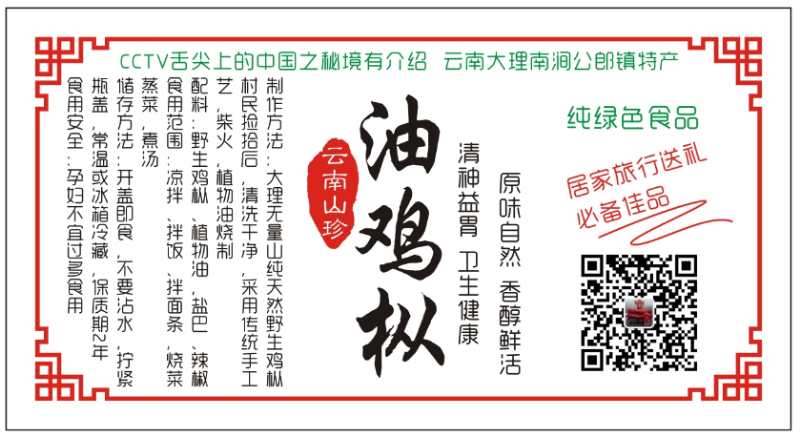 CCTV舌尖上的中国之秘境有介绍 云南大理南涧公郎镇特产
纯绿色食品
居家旅行送礼
必备佳品
原味自然 香醇鲜活
清神益胃 卫生健康
油鸡枞
云南山珍
制作方法：大理无量山纯天然野生鸡枞
村民捡拾后，清洗干净，采用传统手工
艺，柴火，植物油烧制
配料：野生鸡枞、植物油，盐巴、辣椒
食用范围：凉拌、拌饭、拌面条，烧菜
蒸菜，煮汤
储存方法：开盖即食，不要沾水，拧紧
瓶盖，常温或冰箱冷藏，保质期2年
食用安全：孕妇不宜过多食用